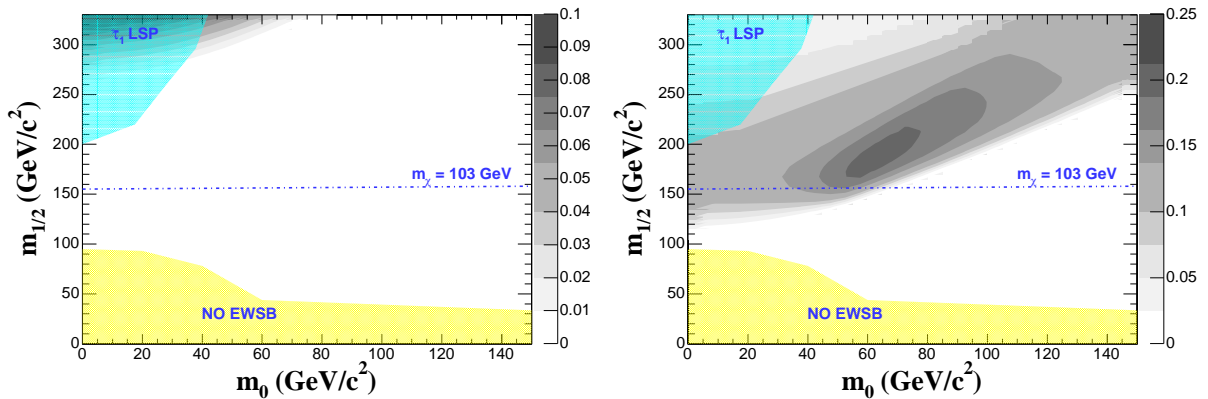 m1/2 (GeV/c2)
300
250
200
150
100
50
0
τ̃1 LSP
mχ = 103 GeV
NO EWSB
0 20 40 60 80 100 120 140
m0 (GeV/c2)
0.1
0.09
0.08
0.07
0.06
0.05
0.04
0.03
0.02
0.01
0
m1/2 (GeV/c2)
300
250
200
150
100
50
0
τ̃1 LSP
mχ = 103 GeV
NO EWSB
0 20 40 60 80 100 120 140
m0 (GeV/c2)
0.25
0.2
0.15
0.1
0.05
0